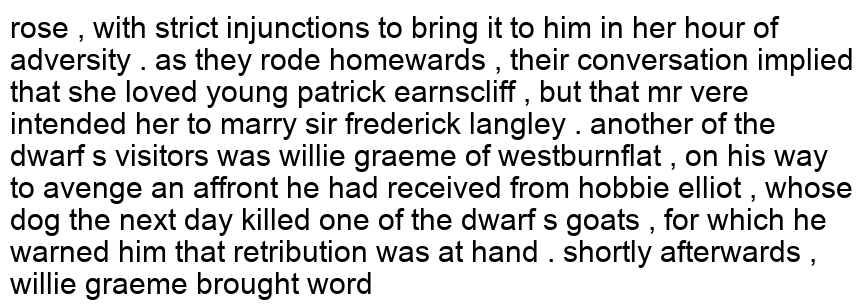 rose , with strict injunctions to bring it to him in her hour of
adversity . as they rode homewards , their conversation implied
that she loved young patrick earnscliff , but that mr vere
intended her to marry sir frederick langley . another of the
dwarf s visitors was willie graeme of westburnflat , on his way
to avenge an affront he had received from hobbie elliot , whose
dog the next day killed one of the dwarf s goats , for which he
warned him that retribution was at hand . shortly afterwards ,
willie graeme brought word